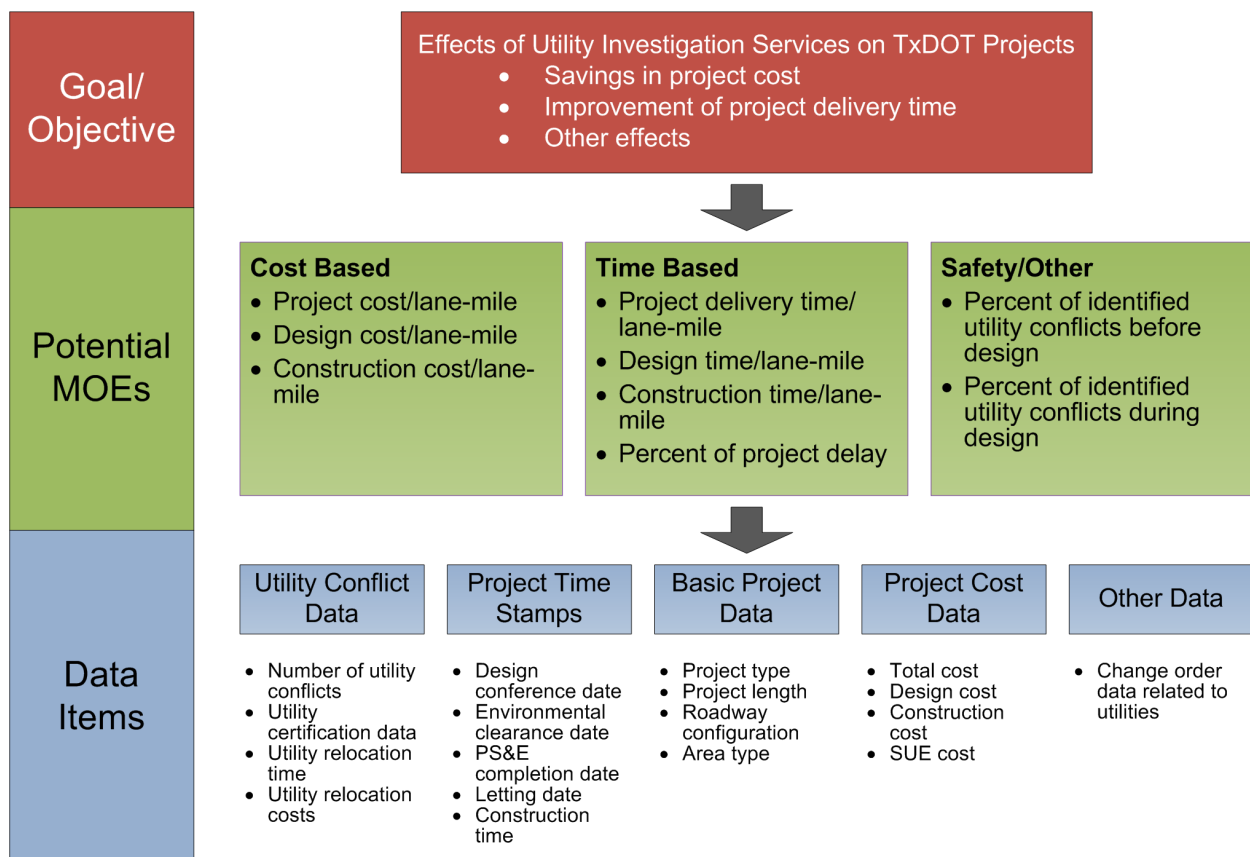 Goal/
Objective
Effects of Utility Investigation Services on TxDOT Projects
• Savings in project cost
• Improvement of project delivery time
• Other effects
Potential
MOEs
Cost Based
• Project cost/lane-mile
• Design cost/lane-mile
• Construction cost/lane-
mile
Time Based
• Project delivery time/
lane-mile
• Design time/lane-mile
• Construction time/lane-
mile
• Percent of project delay
Safety/Other
• Percent of identified
utility conflicts before
design
• Percent of identified
utility conflicts during
design
Data
Items
Utility Conflict
Data
• Number of utility
conflicts
• Utility
certification data
• Utility relocation
time
• Utility relocation
costs
Project Time
Stamps
• Design
conference date
• Environmental
clearance date
• PS&E
completion date
• Letting date
• Construction
time
Basic Project
Data
• Project type
• Project length
• Roadway
configuration
• Area type
Project Cost
Data
• Total cost
• Design cost
• Construction
cost
• SUE cost
Other Data
• Change order
data related to
utilities